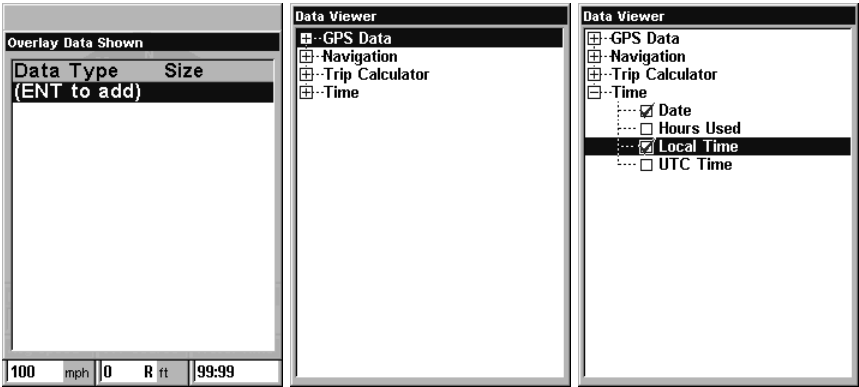 Overlay Data Shown
Data Type Size
(ENT to add)
100 mph 0 R ft 99:99
Data Viewer
GPS Data
Navigation
Trip Calculator
Time
Data Viewer
GPS Data
Navigation
Trip Calculator
Time
Date
Hours Used
Local Time
UTC Time